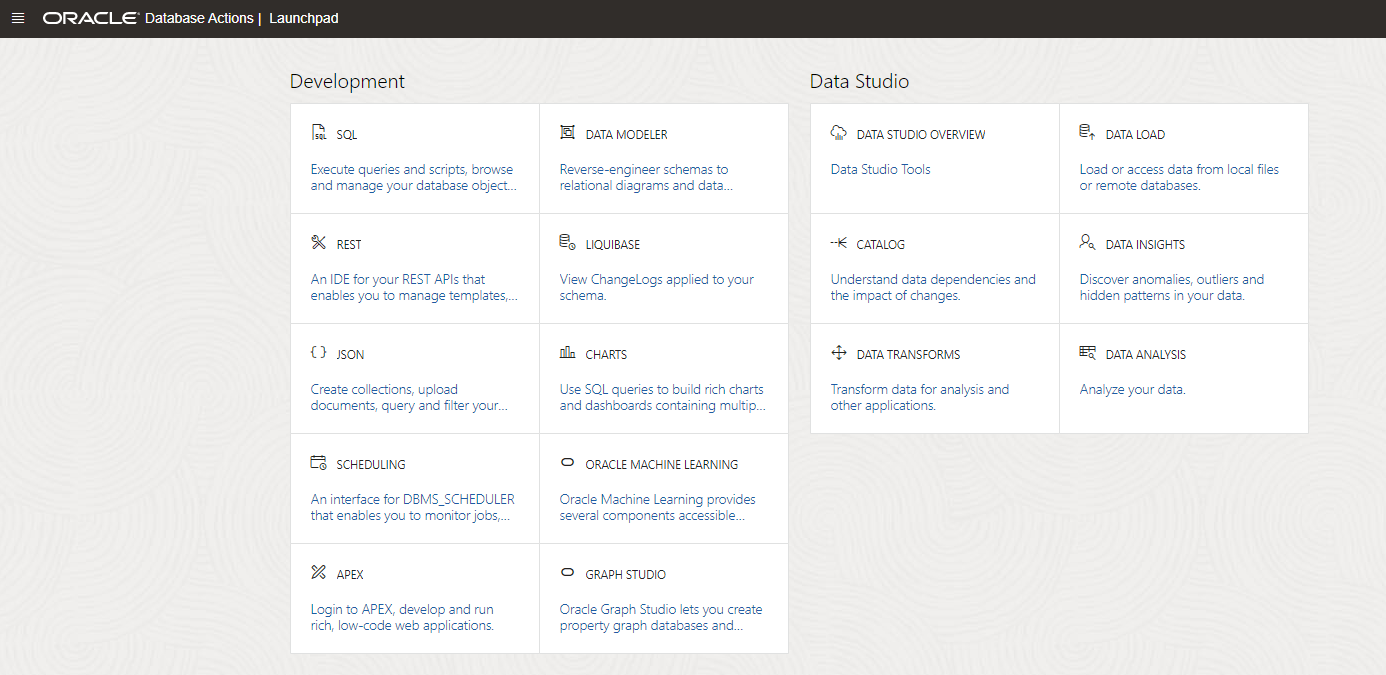 ORACLE Database Actions | Launchpad
Development
SQL
Execute queries and scripts, browse
and manage your database object...
DATA MODELER
Reverse-engineer schemas to
relational diagrams and data...
REST
An IDE for your REST APIs that
enables you to manage templates,...
LIQUIBASE
View ChangeLogs applied to your
schema.
{ } JSON
Create collections, upload
documents, query and filter your...
CHARTS
Use SQL queries to build rich charts
and dashboards containing multip...
SCHEDULING
An interface for DBMS_SCHEDULER
that enables you to monitor jobs,...
ORACLE MACHINE LEARNING
Oracle Machine Learning provides
several components accessible...
APEX
Login to APEX, develop and run
rich, low-code web applications.
GRAPH STUDIO
Oracle Graph Studio lets you create
property graph databases and...
Data Studio
DATA STUDIO OVERVIEW
Data Studio Tools
DATA LOAD
Load or access data from local files
or remote databases.
CATALOG
Understand data dependencies and
the impact of changes.
DATA INSIGHTS
Discover anomalies, outliers and
hidden patterns in your data.
DATA TRANSFORMS
Transform data for analysis and
other applications.
DATA ANALYSIS
Analyze your data.